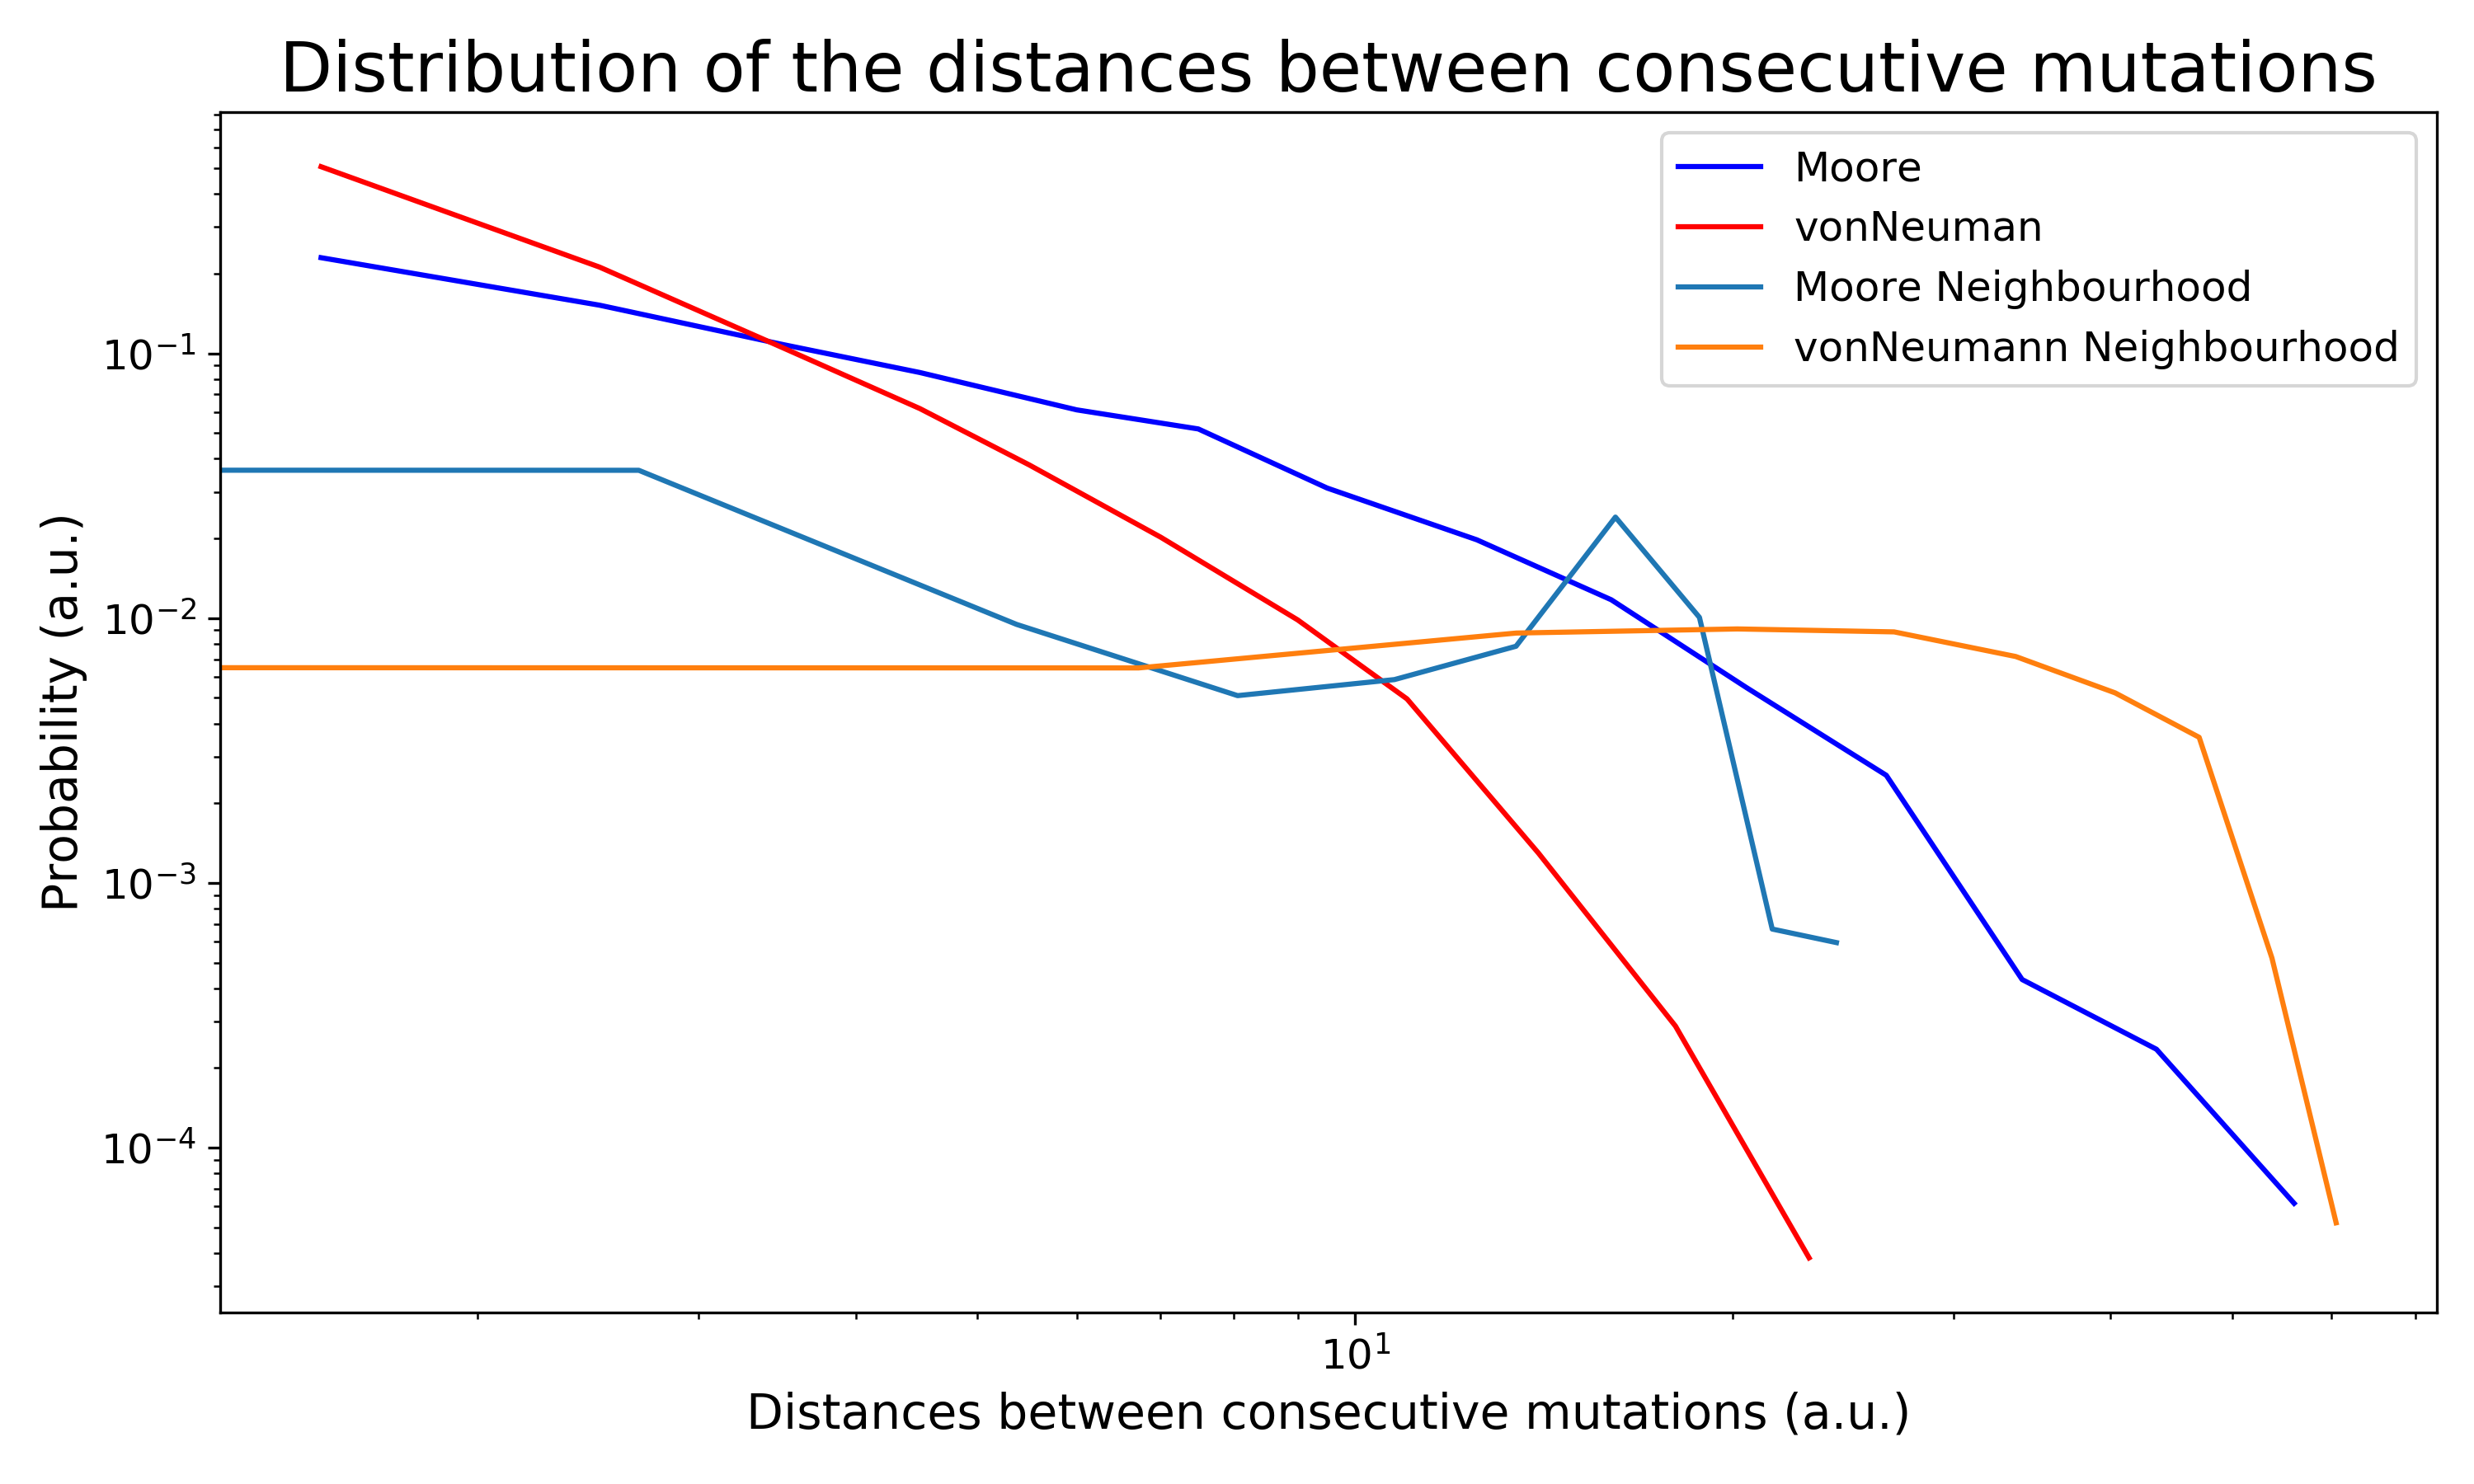 Distribution of the distances between consecutive mutations
Moore
vonNeuman
Moore Neighbourhood
vonNeumann Neighbourhood
Probability (a.u.)
10⁻¹
10⁻²
10⁻³
10⁻⁴
10¹
Distances between consecutive mutations (a.u.)